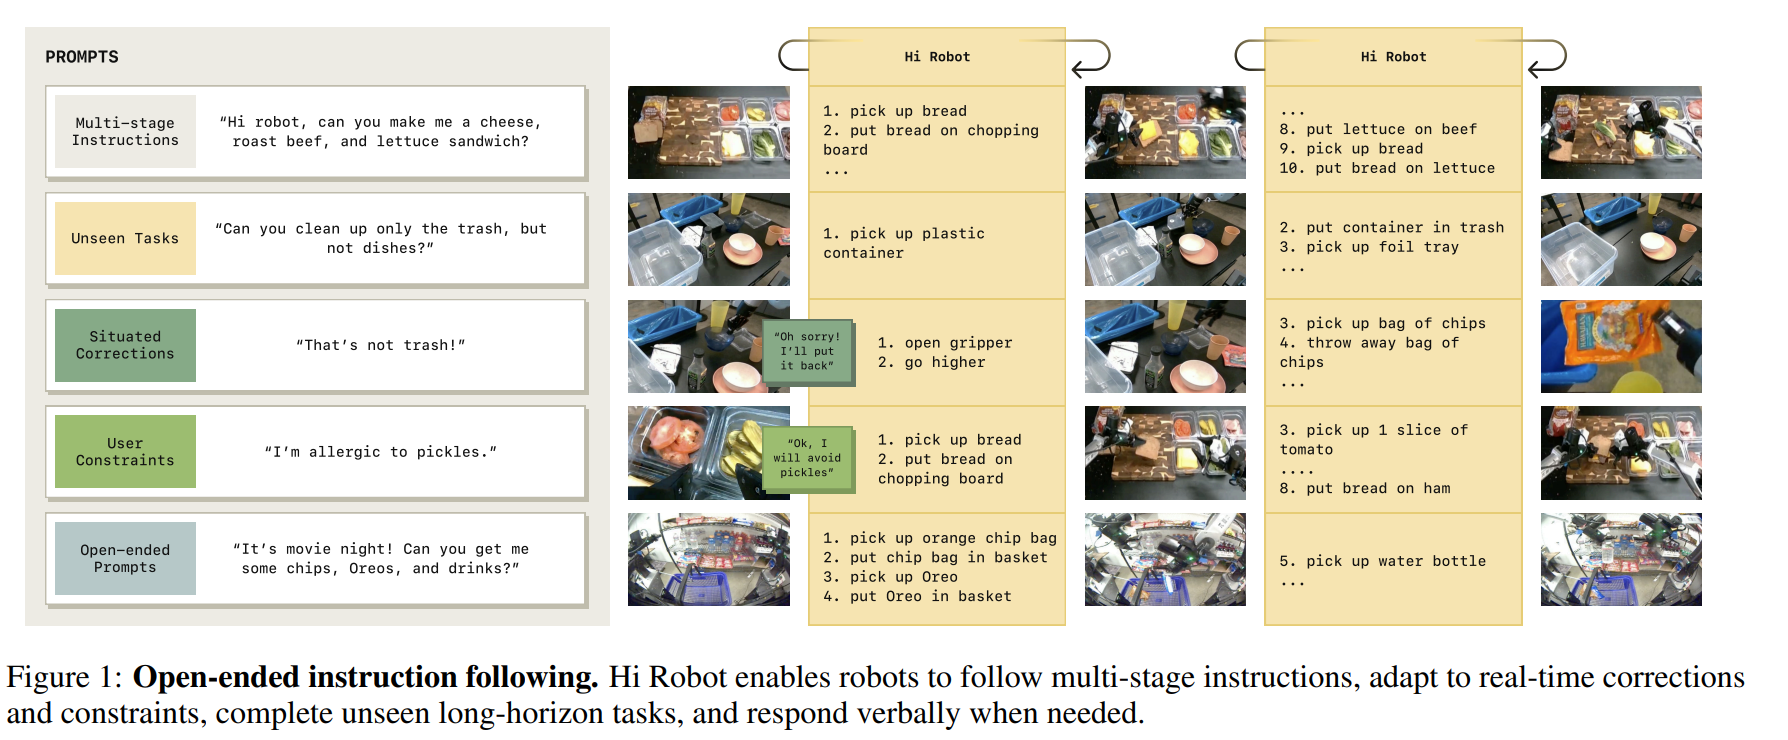 PROMPTS
Hi Robot
Hi Robot
Multi-stage
Instructions
“Hi robot, can you make me a cheese,
roast beef, and lettuce sandwich?
1. pick up bread
2. put bread on chopping
board
...
...
8. put lettuce on beef
9. pick up bread
10. put bread on lettuce
Unseen Tasks
“Can you clean up only the trash, but
not dishes?”
1. pick up plastic
container
2. put container in trash
3. pick up foil tray
...
Situated
Corrections
“That’s not trash!”
“Oh sorry!
I’ll put
it back”
1. open gripper
2. go higher
3. pick up bag of chips
4. throw away bag of
chips
...
User
Constraints
“I’m allergic to pickles.”
“Ok, I
will avoid
pickles”
1. pick up bread
2. put bread on
chopping board
3. pick up 1 slice of
tomato
....
8. put bread on ham
Open-ended
Prompts
“It’s movie night! Can you get me
some chips, Oreos, and drinks?”
1. pick up orange chip bag
2. put chip bag in basket
3. pick up Oreo
4. put Oreo in basket
5. pick up water bottle
...
Figure 1: Open-ended instruction following. Hi Robot enables robots to follow multi-stage instructions, adapt to real-time corrections
and constraints, complete unseen long-horizon tasks, and respond verbally when needed.